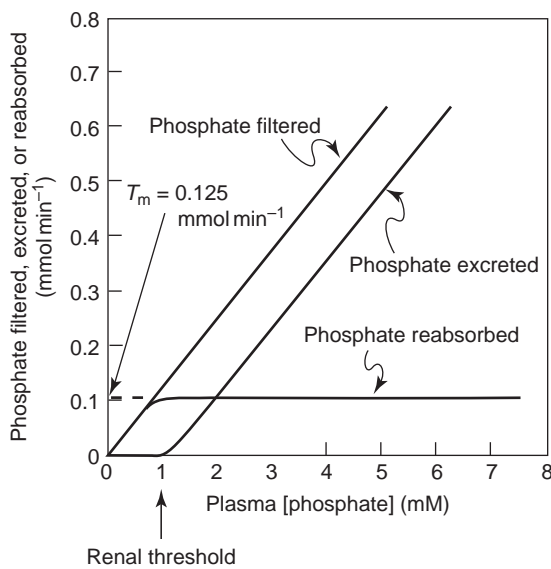 Phosphate filtered, excreted, or reabsorbed
(mmol min−1)
0.8
0.7
0.6
0.5
0.4
0.3
0.2
0.1
0
Phosphate filtered
Tm = 0.125
mmol min−1
Phosphate excreted
Phosphate reabsorbed
0 1 2 3 4 5 6 7 8
Plasma [phosphate] (mM)
Renal threshold